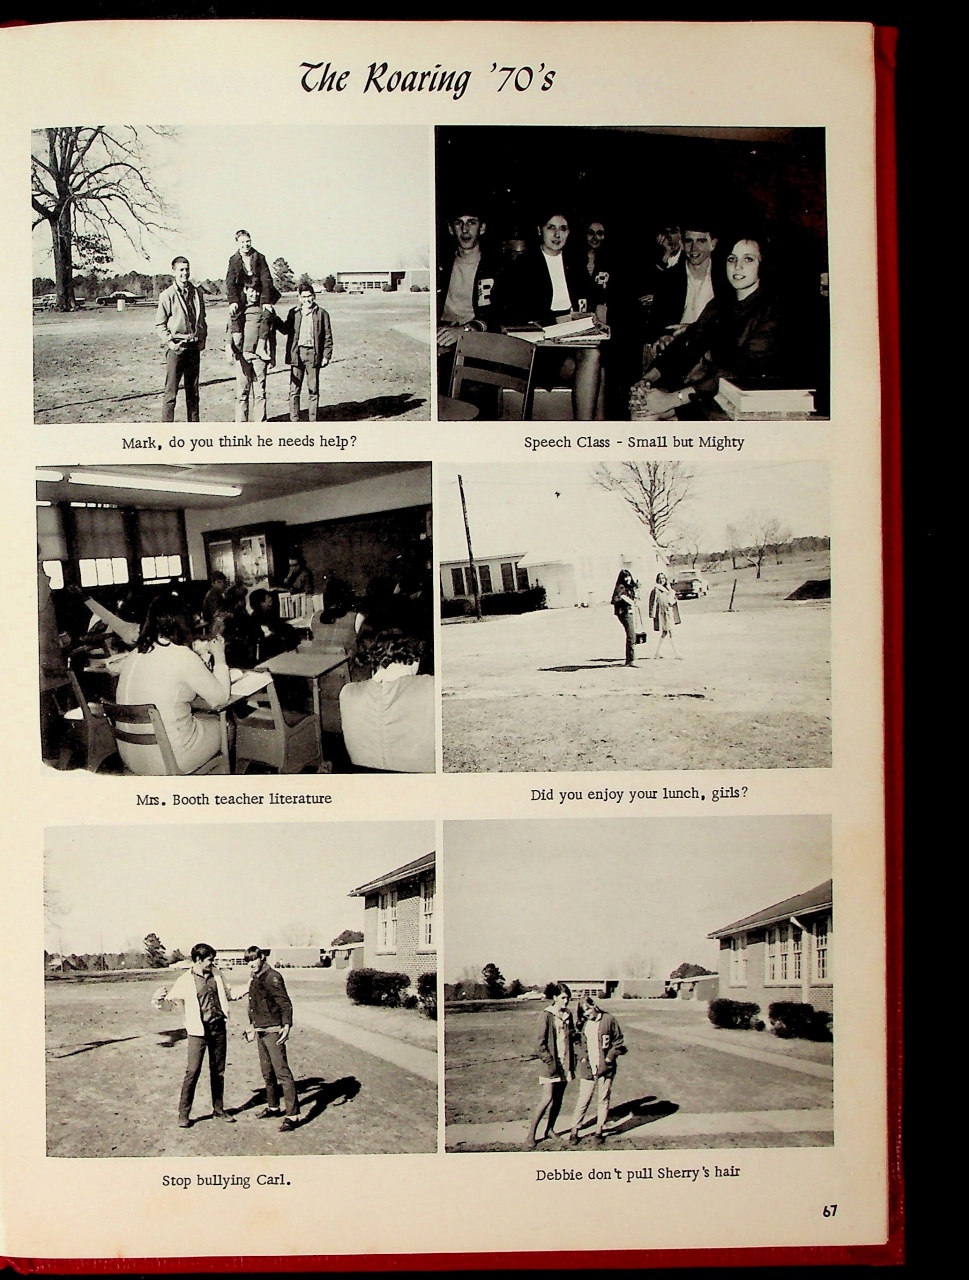 The Roaring '70's
Mark, do you think he needs help?
Speech Class - Small but Mighty
Mrs. Booth teacher literature
Did you enjoy your lunch, girls?
Stop bullying Carl.
Debbie don't pull Sherry's hair
67